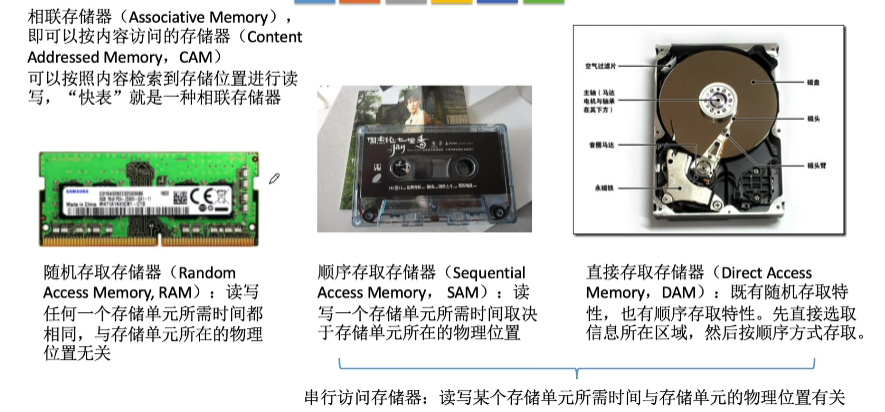 相联存储器（Associative Memory），
即可以按内容访问的存储器（Content
Addressed Memory，CAM）
可以按照内容检索到存储位置进行读
写，“快表”就是一种相联存储器
SAMSUNG
Made in China
jay
空气过滤片
主轴（马达
电机与轴承
在其下方）
音圈马达
永磁铁
磁盘
磁头
磁头臂
随机存取存储器（Random
Access Memory, RAM）：读写
任何一个存储单元所需时间都
相同，与存储单元所在的物理
位置无关
顺序存取存储器（Sequential
Access Memory， SAM）：读
写一个存储单元所需时间取决
于存储单元所在的物理位置
直接存取存储器（Direct Access
Memory，DAM）：既有随机存取特
性，也有顺序存取特性。先直接选取
信息所在区域，然后按顺序方式存取。
串行访问存储器：读写某个存储单元所需时间与存储单元的物理位置有关